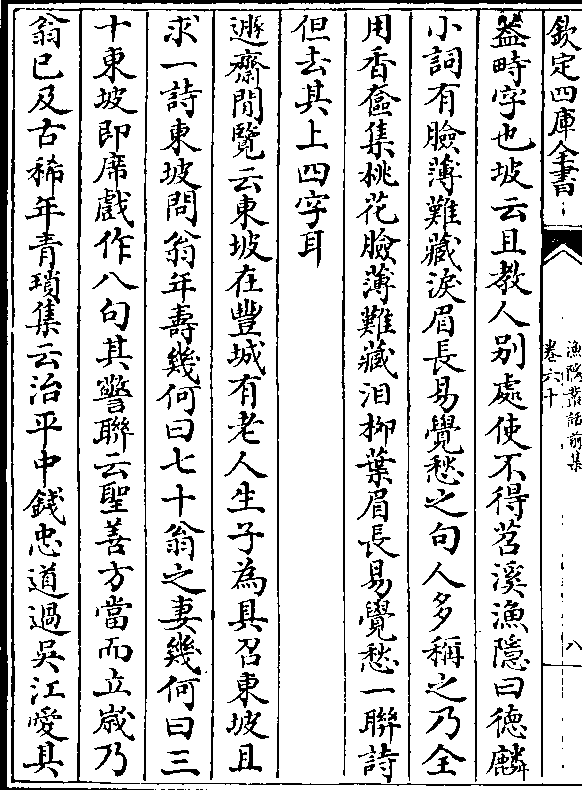 欽定四庫全書
漁隱叢話前集
卷六十
八
蓋畤字也坡云且教人别處使不得苕溪漁隱曰徳麟
小詞有臉薄難藏淚眉長易覺愁之句人多稱之乃全
用香奩集桃花臉薄難藏泪柳葉眉長易覺愁一聯詩
但去其上四字耳
遯齋閒覽云東坡在豐城有老人生子為具召東坡且
求一詩東坡問翁年壽幾何曰七十翁之妻幾何曰三
十東坡即席戲作八句其警聯云聖善方當而立嵗乃
翁已及古稀年青瑣集云治平中錢忠道過吳江愛其